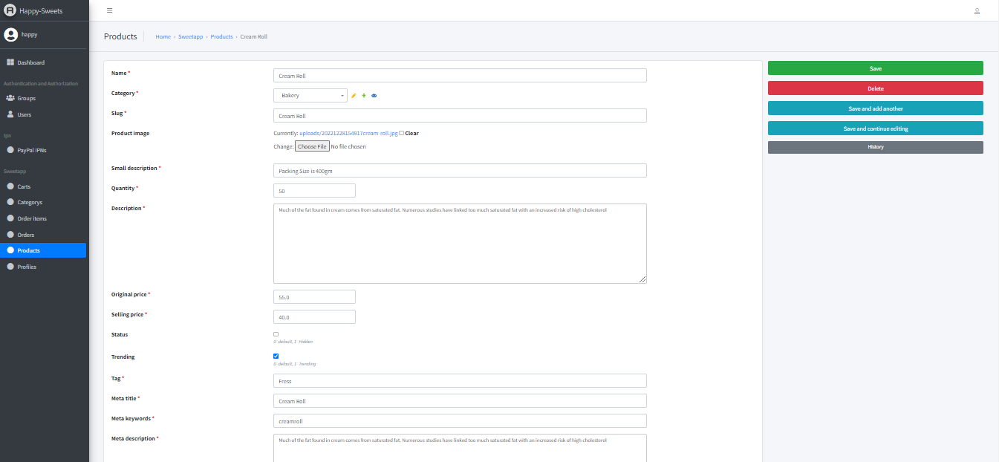 Happy-Sweets
happy
Dashboard
Authentication and Authorization
Groups
Users
Ipn
PayPal IPNs
Sweetapp
Carts
Categorys
Order items
Orders
Products
Profiles
Products
Home › Sweetapp › Products › Cream Roll
Name * Cream Roll
Category * Bakery
Slug * Cream Roll
Product image Currently: uploads/20221228154917cream-roll.jpg Clear
Change: Choose File No file chosen
Small description * Packing Size is 400gm
Quantity * 50
Description * Much of the fat found in cream comes from saturated fat. Numerous studies have linked too much saturated fat with an increased risk of high cholesterol
Original price * 55.0
Selling price * 40.0
Status
0- default, 1 -Hidden
Trending
0- default, 1 -Trending
Tag * Fress
Meta title * Cream Roll
Meta keywords * creamroll
Meta description * Much of the fat found in cream comes from saturated fat. Numerous studies have linked too much saturated fat with an increased risk of high cholesterol
Save
Delete
Save and add another
Save and continue editing
History